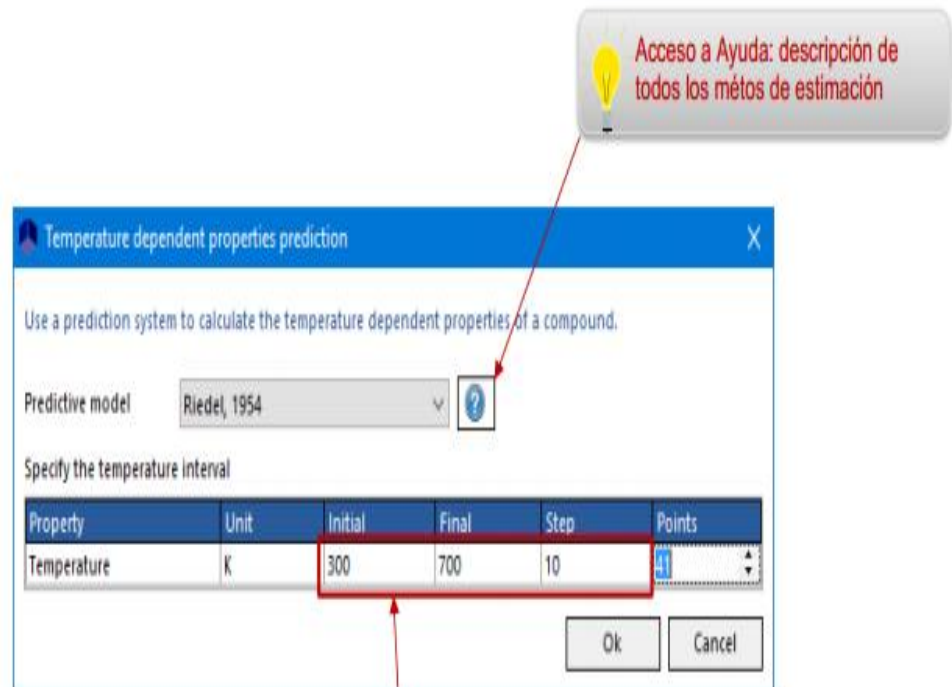 Acceso a Ayuda: descripción de
todos los métos de estimación
Temperature dependent properties prediction
Use a prediction system to calculate the temperature dependent properties of a compound.
Predictive model Riedel, 1954
Specify the temperature interval
Property Unit Initial Final Step Points
Temperature K 300 700 10 41
Ok Cancel